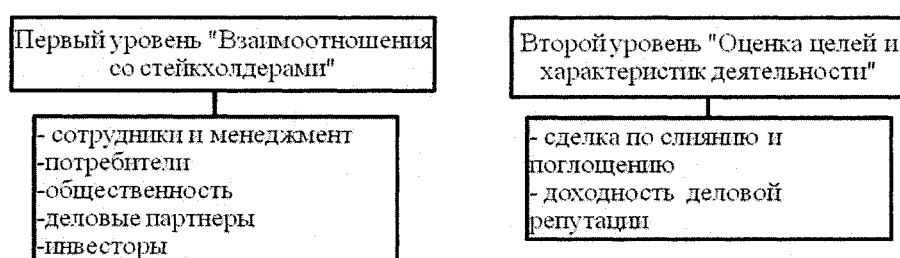 Первый уровень "Взаимоотношения
со стейкхолдерами"
- сотрудники и менеджмент
-потребители
-общественность
-деловые партнеры
-инвесторы
Второй уровень "Оценка целей и
характеристик деятельности"
- сделка по слиянию и
поглощению
- доходность деловой
репутации